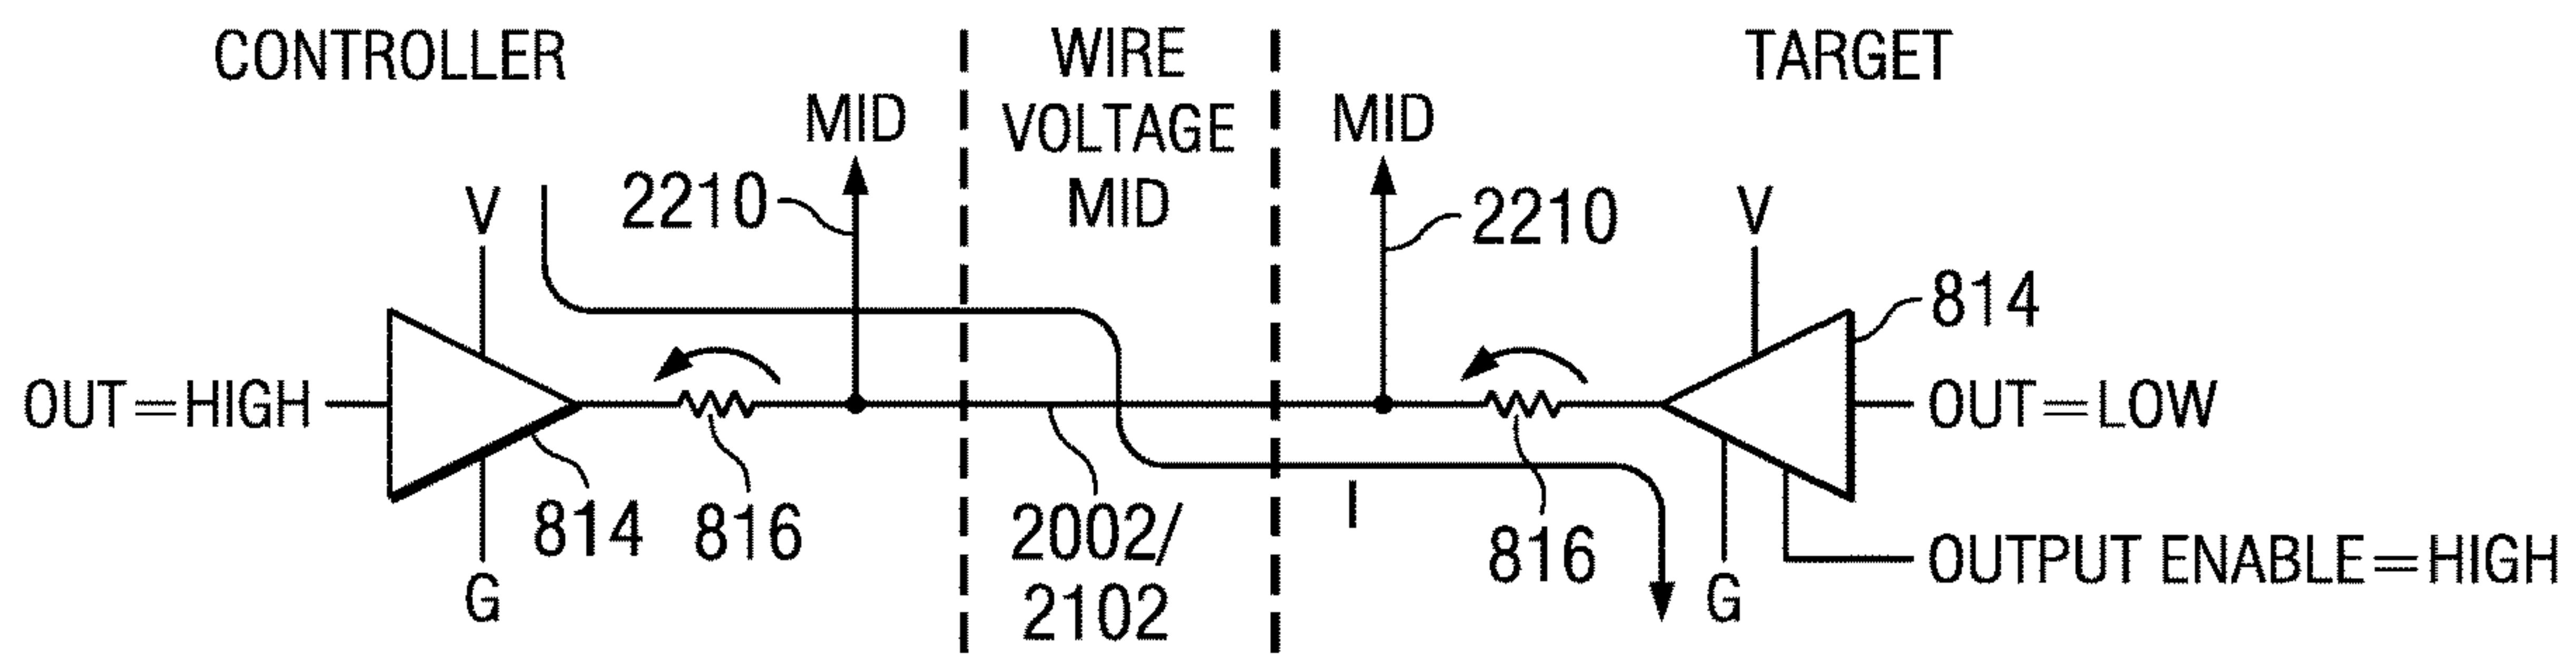 CONTROLLER
WIRE
VOLTAGE
MID
TARGET
MID
MID
V
2210
2210
V
814
OUT=HIGH
OUT=LOW
814
816
2002/
2102
I
816
G
G
OUTPUT ENABLE=HIGH